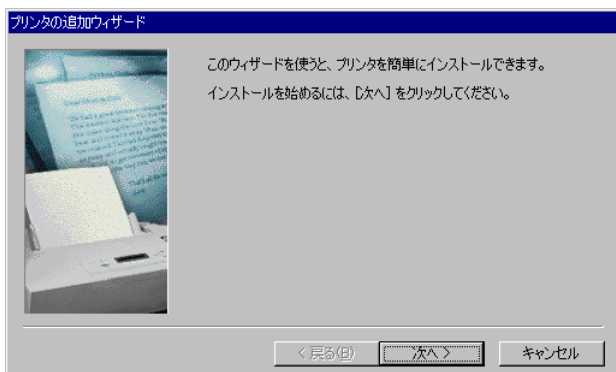 プリンタの追加ウィザード
このウィザードを使うと、プリンタを簡単にインストールできます。
インストールを始めるには、[次へ] をクリックしてください。
< 戻る(B)
次へ >
キャンセル